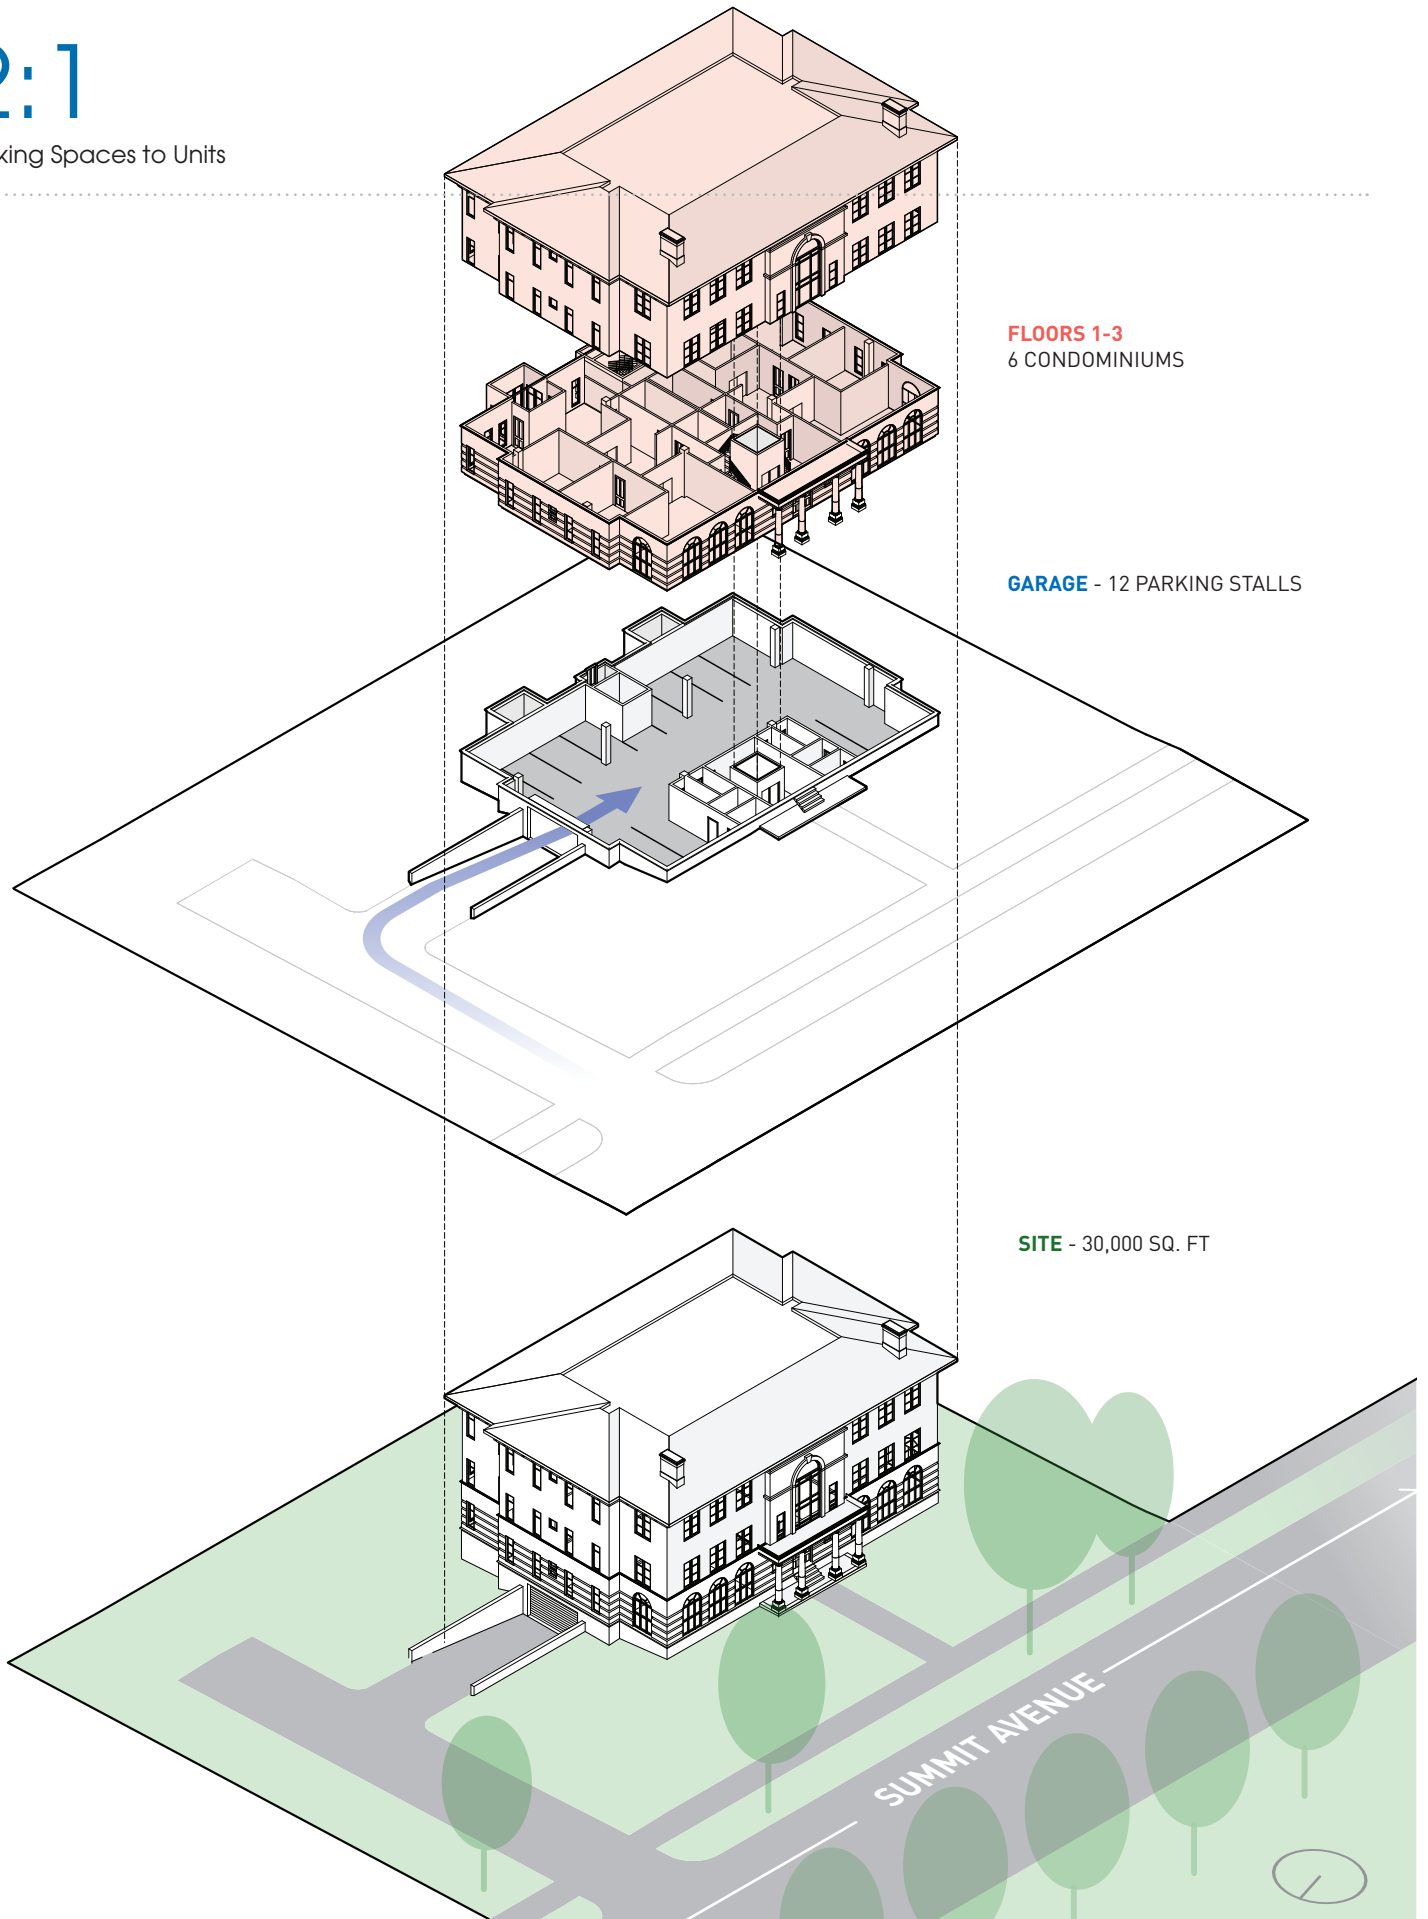 2:1
king Spaces to Units
FLOORS 1-3
6 CONDOMINIUMS
GARAGE - 12 PARKING STALLS
SITE - 30,000 SQ. FT
SUMMIT AVENUE